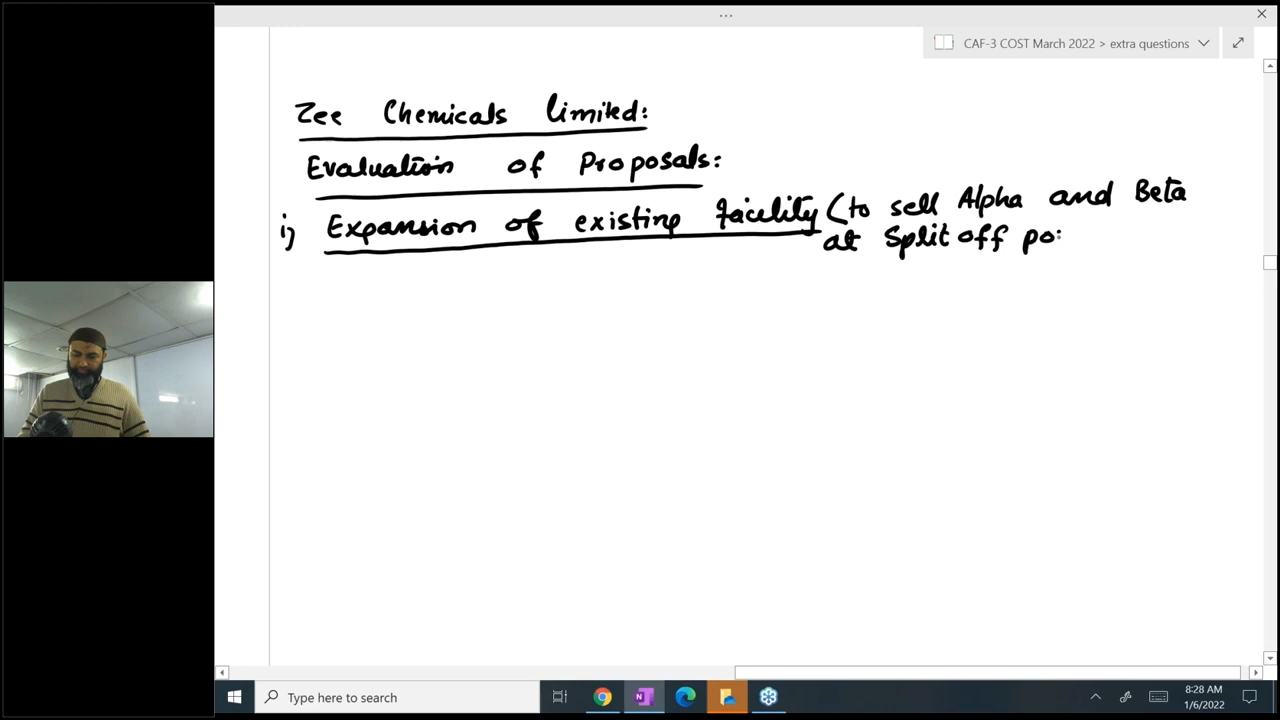 CAF-3 COST March 2022 > extra questions
Zee Chemicals Limited:
Evaluation of Proposals:
i) Expansion of existing facility (to sell Alpha and Beta
at Split off po
Type here to search
8:28 AM
1/6/2022